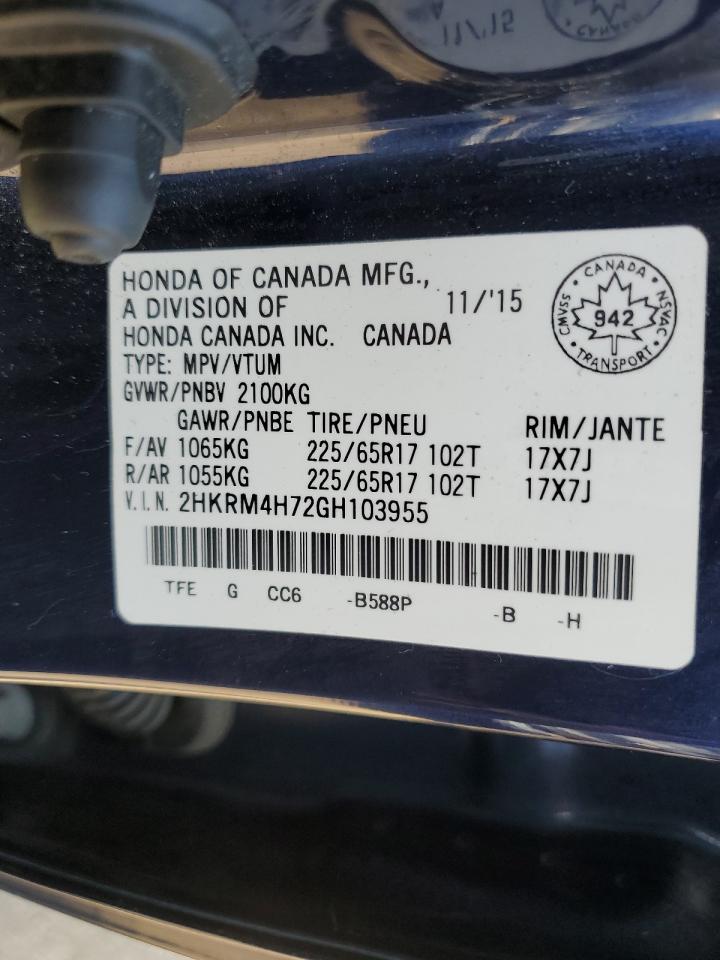 HONDA OF CANADA MFG.,
A DIVISION OF 11/'15
HONDA CANADA INC. CANADA
TYPE: MPV/VTUM
GVWR/PNBV 2100KG
GAWR/PNBE TIRE/PNEU RIM/JANTE
F/AV 1065KG 225/65R17 102T 17X7J
R/AR 1055KG 225/65R17 102T 17X7J
V.I.N. 2HKRM4H72GH103955
TFE G CC6 -B588P -B -H
CANADA
CMVSS 942 NSVAC
TRANSPORT